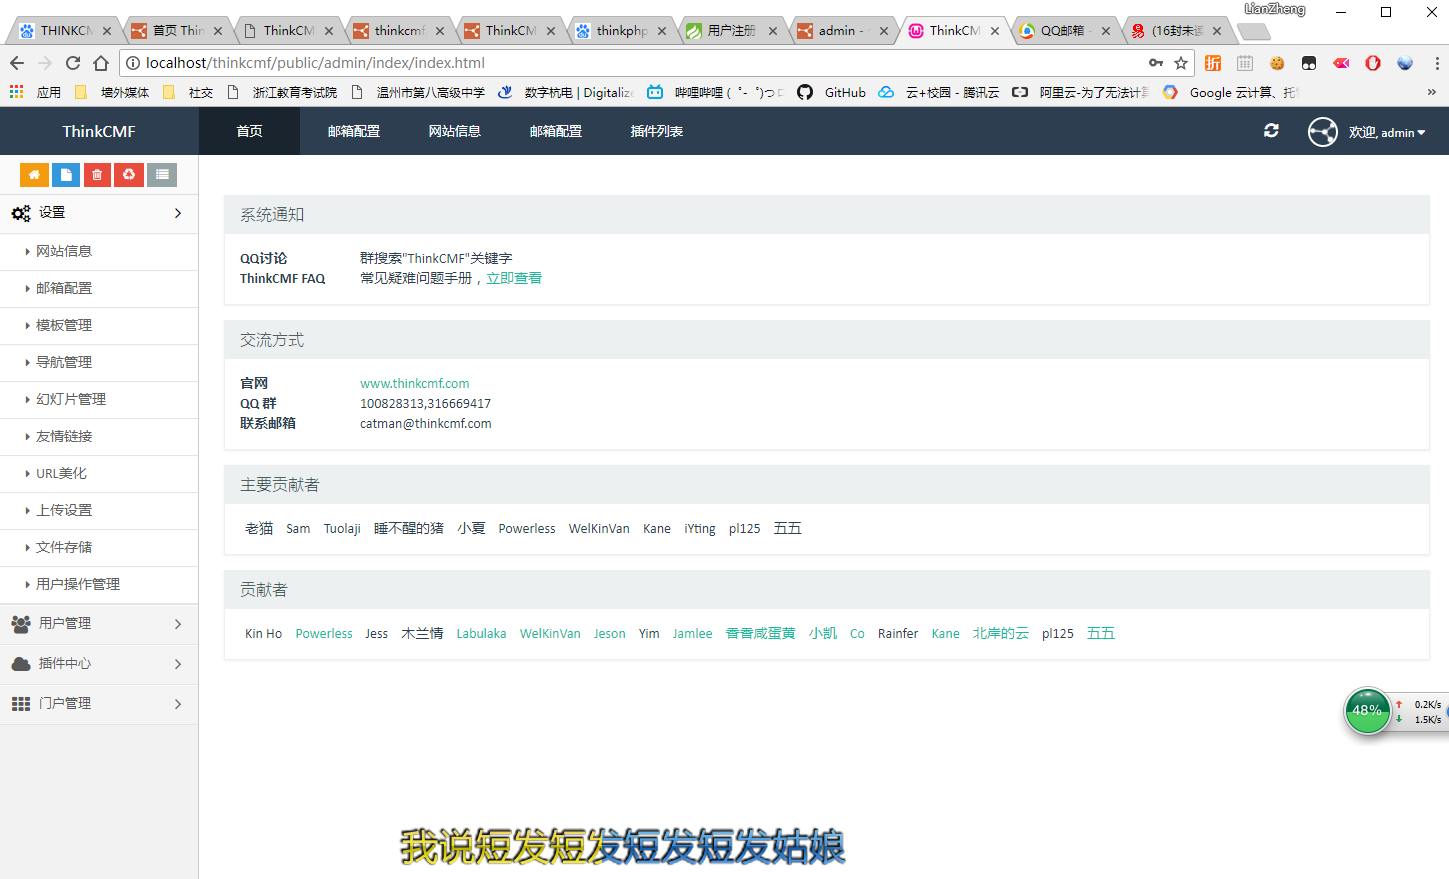 LianZheng
THINKC 首页 Thin ThinkCM thinkcmf ThinkCM thinkphp 用户注册 admin - ThinkCM QQ邮箱 - (16封未读
localhost/thinkcmf/public/admin/index/index.html
应用 墙外媒体 社交 浙江教育考试院 温州市第八高级中学 数字杭电 | Digitaliz 哔哩哔哩 ( ゜- ゜)つ GitHub 云+校园 - 腾讯云 阿里云-为了无法计算 Google 云计算、托 »
ThinkCMF 首页 邮箱配置 网站信息 邮箱配置 插件列表 欢迎, admin
设置
网站信息
邮箱配置
模板管理
导航管理
幻灯片管理
友情链接
URL美化
上传设置
文件存储
用户操作管理
用户管理
插件中心
门户管理
系统通知
QQ讨论 群搜索"ThinkCMF"关键字
ThinkCMF FAQ 常见疑难问题手册，立即查看
交流方式
官网 www.thinkcmf.com
QQ 群 100828313,316669417
联系邮箱 catman@thinkcmf.com
主要贡献者
老猫 Sam Tuolaji 睡不醒的猪 小夏 Powerless WelKinVan Kane iYting pl125 五五
贡献者
Kin Ho Powerless Jess 木兰情 Labulaka WelKinVan Jeson Yim Jamlee 香香咸蛋黄 小凯 Co Rainfer Kane 北岸的云 pl125 五五
48% 0.2K/s
1.5K/s
我说短发短发短发短发姑娘